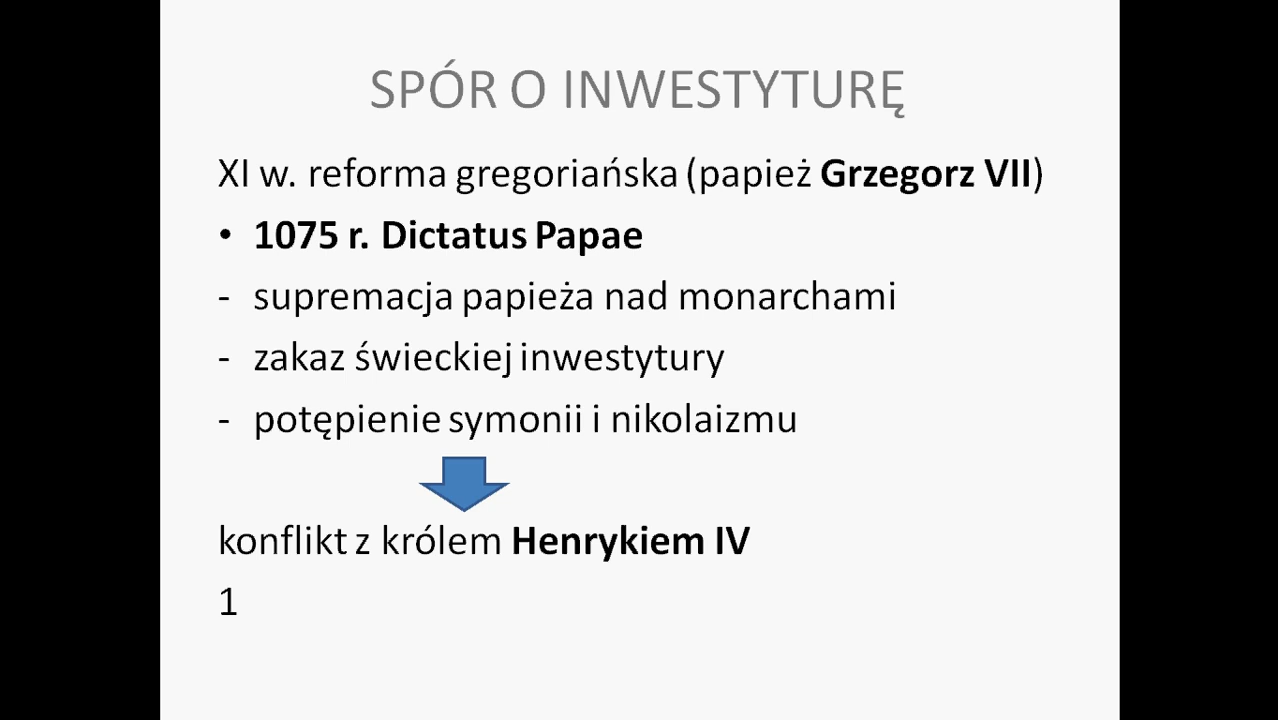 SPÓR O INWESTYTURĘ
XI w. reforma gregoriańska (papież Grzegorz VII)
• 1075 r. Dictatus Papae
- supremacja papieża nad monarchami
- zakaz świeckiej inwestytury
- potępienie symonii i nikolaizmu
konflikt z królem Henrykiem IV
1